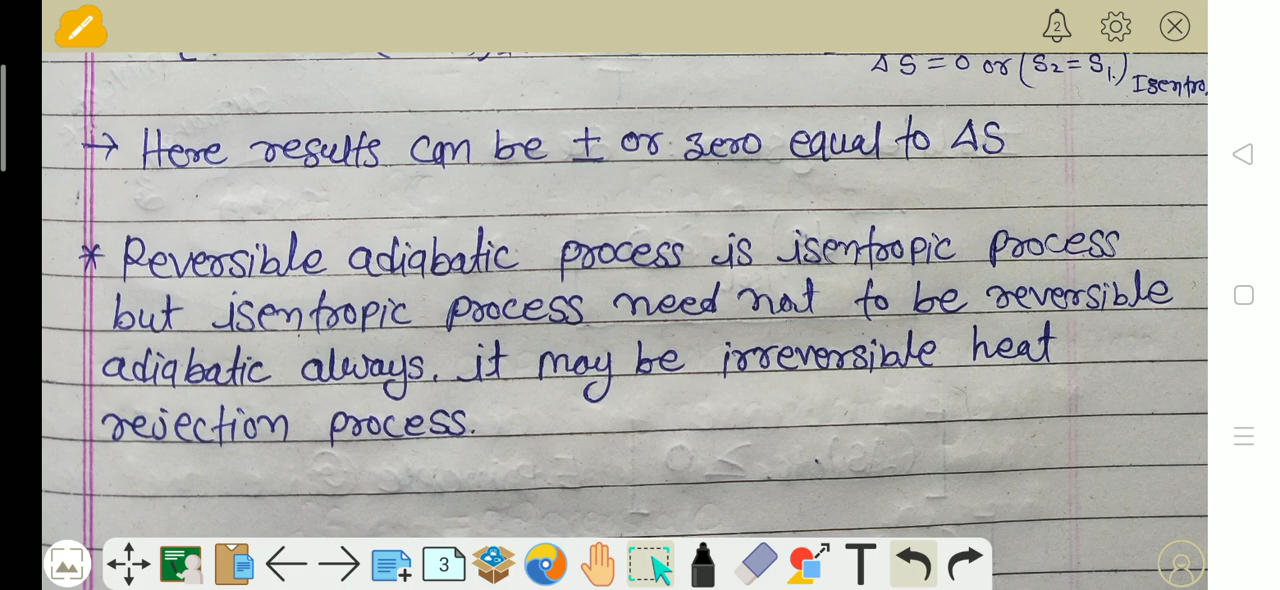 ΔS = 0 or (S2 = S1.) Isentro.
→ Here results can be ± or zero equal to ΔS
* Reversible adiabatic process is isentropic process
but isentropic process need not to be reversible
adiabatic always. it may be irreversible heat
rejection process.
2
3
T